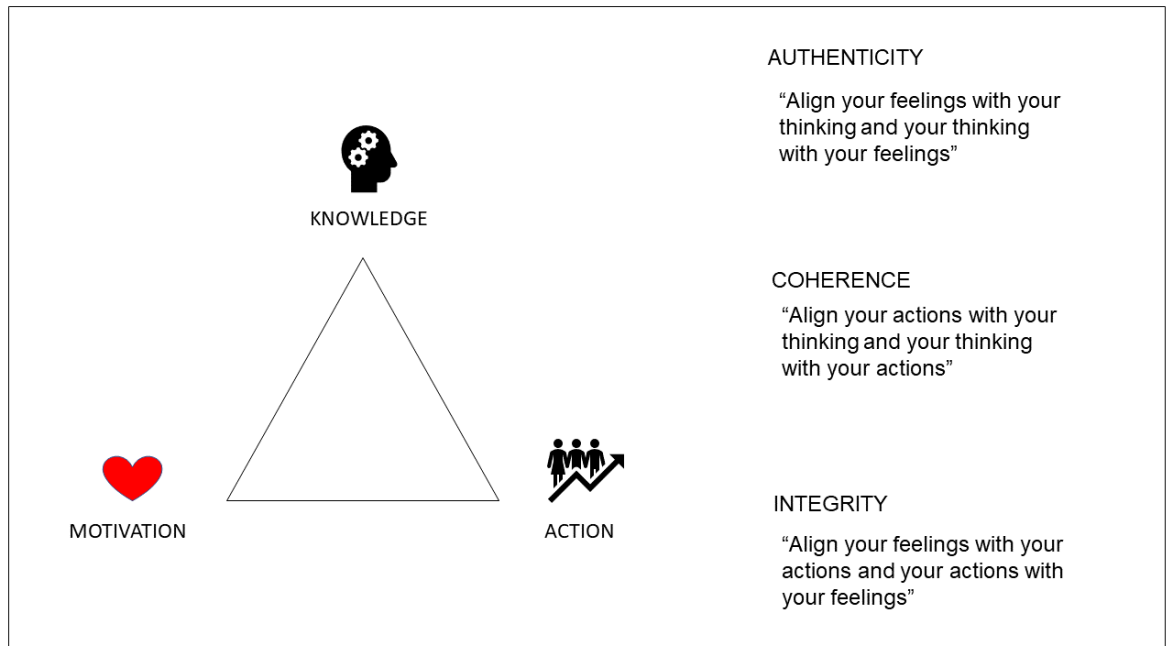 AUTHENTICITY
“Align your feelings with your
thinking and your thinking
with your feelings”
KNOWLEDGE
COHERENCE
“Align your actions with your
thinking and your thinking
with your actions”
MOTIVATION
ACTION
INTEGRITY
“Align your feelings with your
actions and your actions with
your feelings”